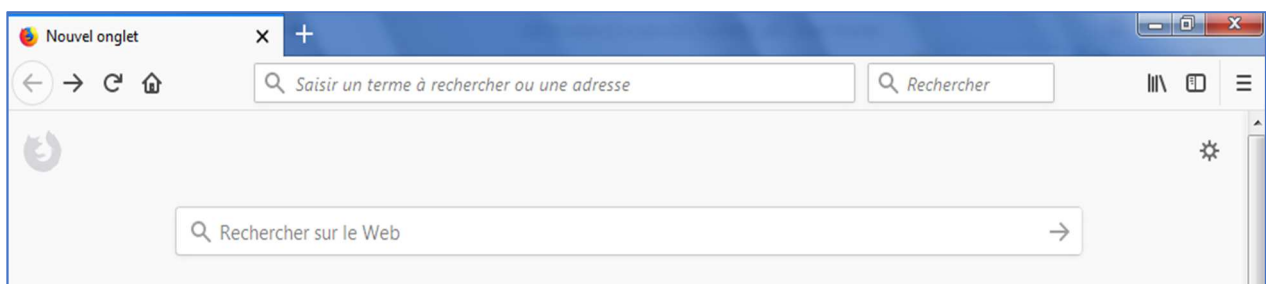 Nouvel onglet
Saisir un terme à rechercher ou une adresse
Rechercher
Rechercher sur le Web